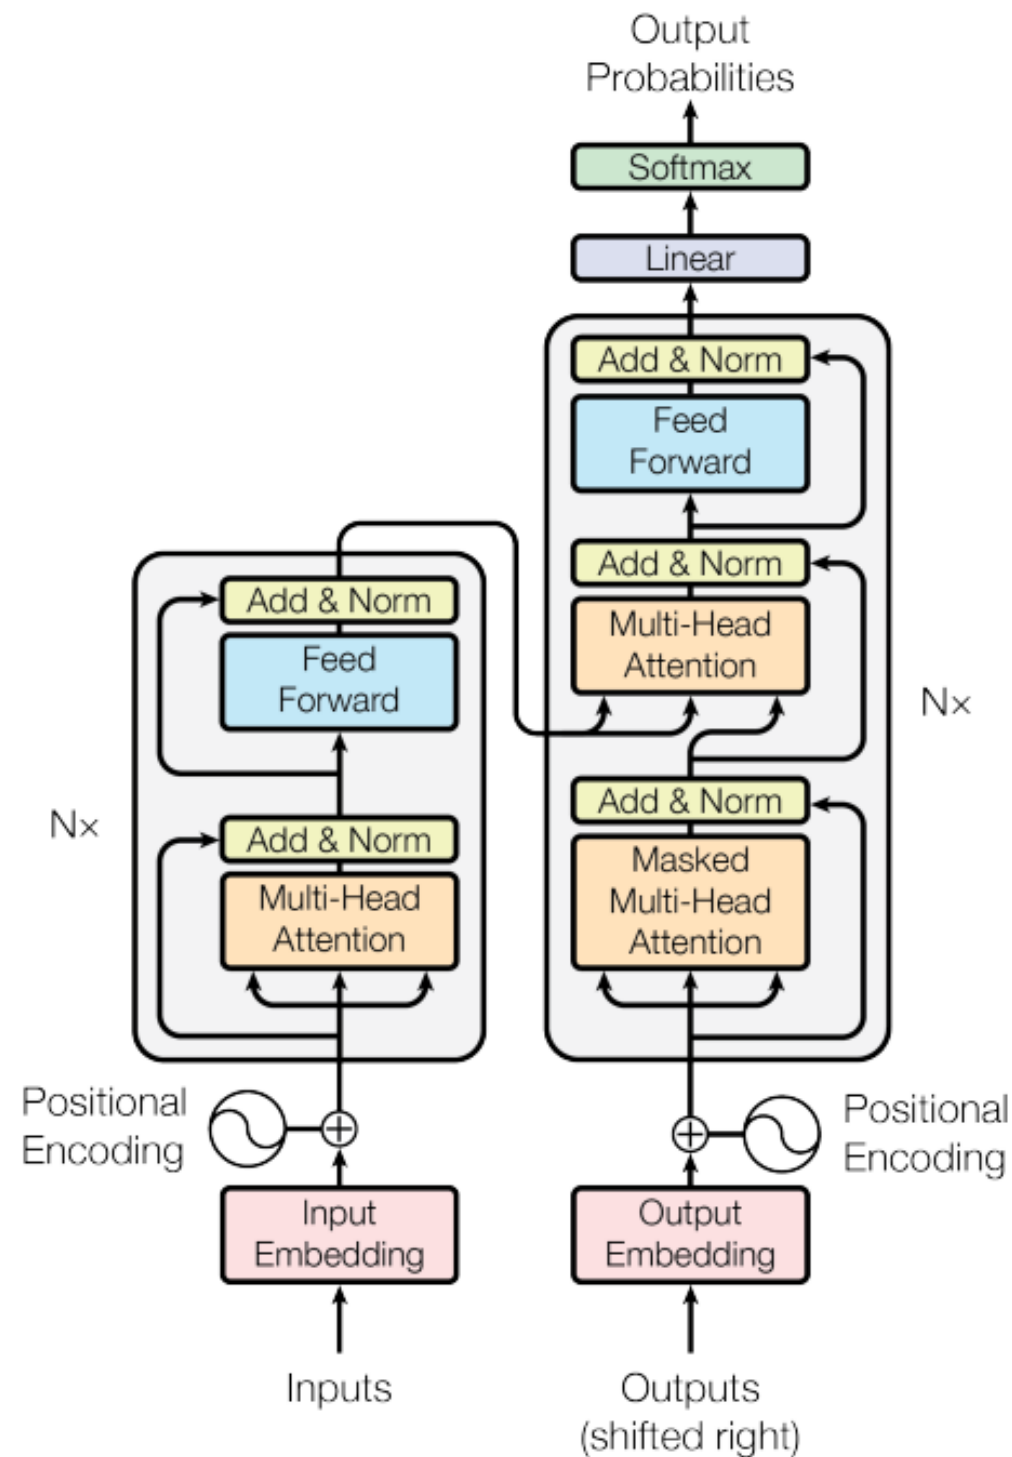 Output
Probabilities
Softmax
Linear
Add & Norm
Feed
Forward
Add & Norm
Multi-Head
Attention
Add & Norm
Masked
Multi-Head
Attention
N×
Add & Norm
Feed
Forward
Add & Norm
Multi-Head
Attention
N×
Positional
Encoding
Positional
Encoding
Input
Embedding
Output
Embedding
Inputs
Outputs
(shifted right)